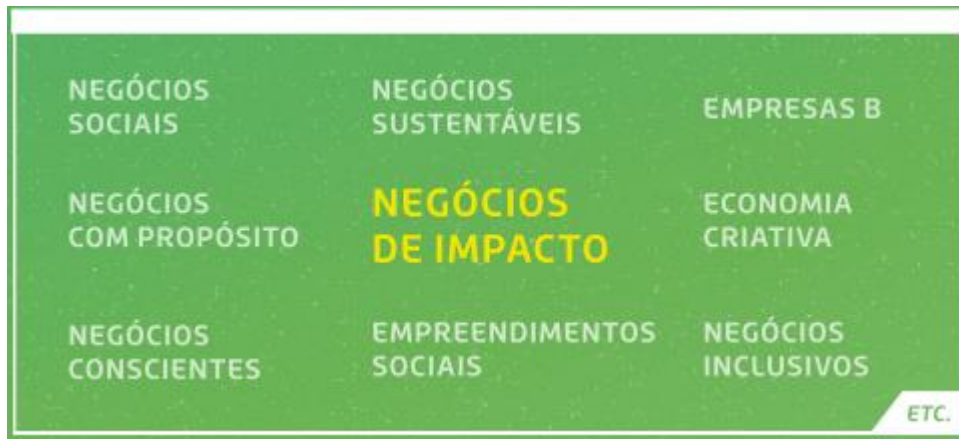 NEGÓCIOS
SOCIAIS
NEGÓCIOS
SUSTENTÁVEIS
EMPRESAS B
NEGÓCIOS
COM PROPÓSITO
NEGÓCIOS
DE IMPACTO
ECONOMIA
CRIATIVA
NEGÓCIOS
CONSCIENTES
EMPREENDIMENTOS
SOCIAIS
NEGÓCIOS
INCLUSIVOS
ETC.